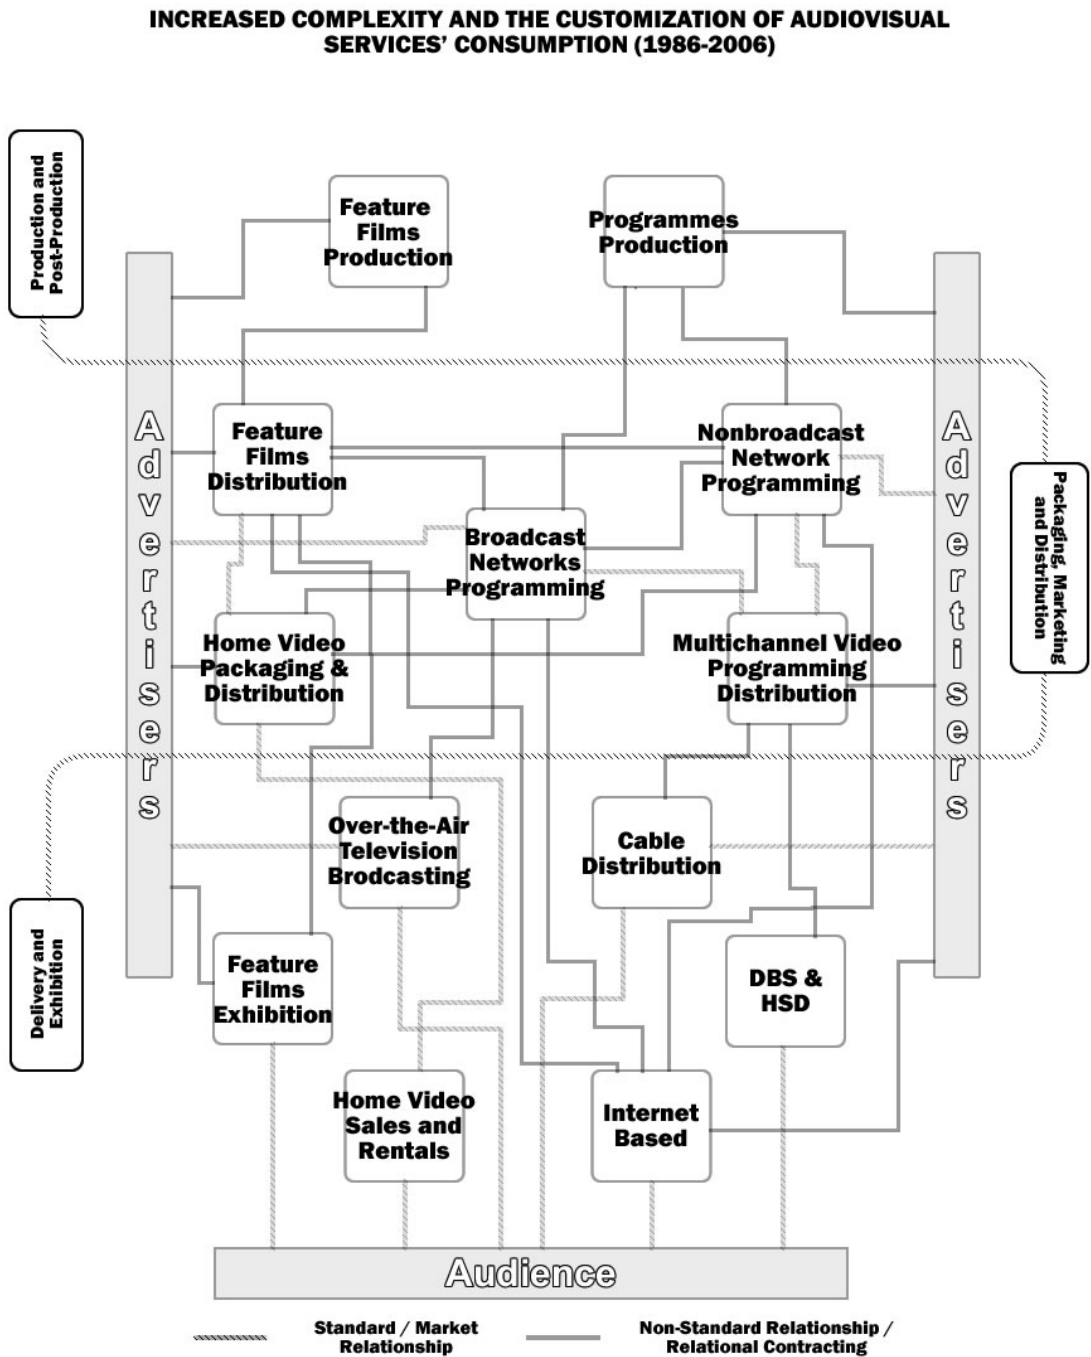 INCREASED COMPLEXITY AND THE CUSTOMIZATION OF AUDIOVISUAL
SERVICES' CONSUMPTION (1986-2006)
Production and
Post-Production
Feature
Films
Production
Programmes
Production
Advertisers
Feature
Films
Distribution
Nonbroadcast
Network
Programming
Advertisers
Packaging, Marketing
and Distribution
Broadcast
Networks
Programming
Home Video
Packaging &
Distribution
Multichannel Video
Programming
Distribution
Over-the-Air
Television
Brodcasting
Cable
Distribution
Delivery and
Exhibition
Feature
Films
Exhibition
DBS &
HSD
Home Video
Sales and
Rentals
Internet
Based
Audience
Standard / Market
Relationship
Non-Standard Relationship /
Relational Contracting